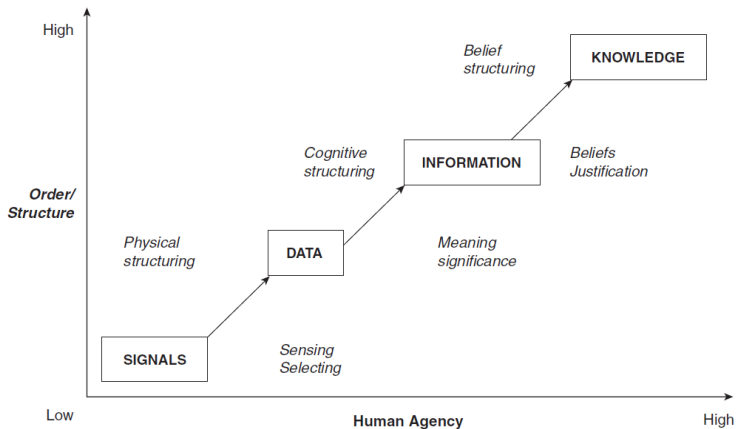 High
Belief
structuring
KNOWLEDGE
Cognitive
structuring
INFORMATION
Beliefs
Justification
Order/
Structure
Physical
structuring
DATA
Meaning
significance
SIGNALS
Sensing
Selecting
Low
Human Agency
High